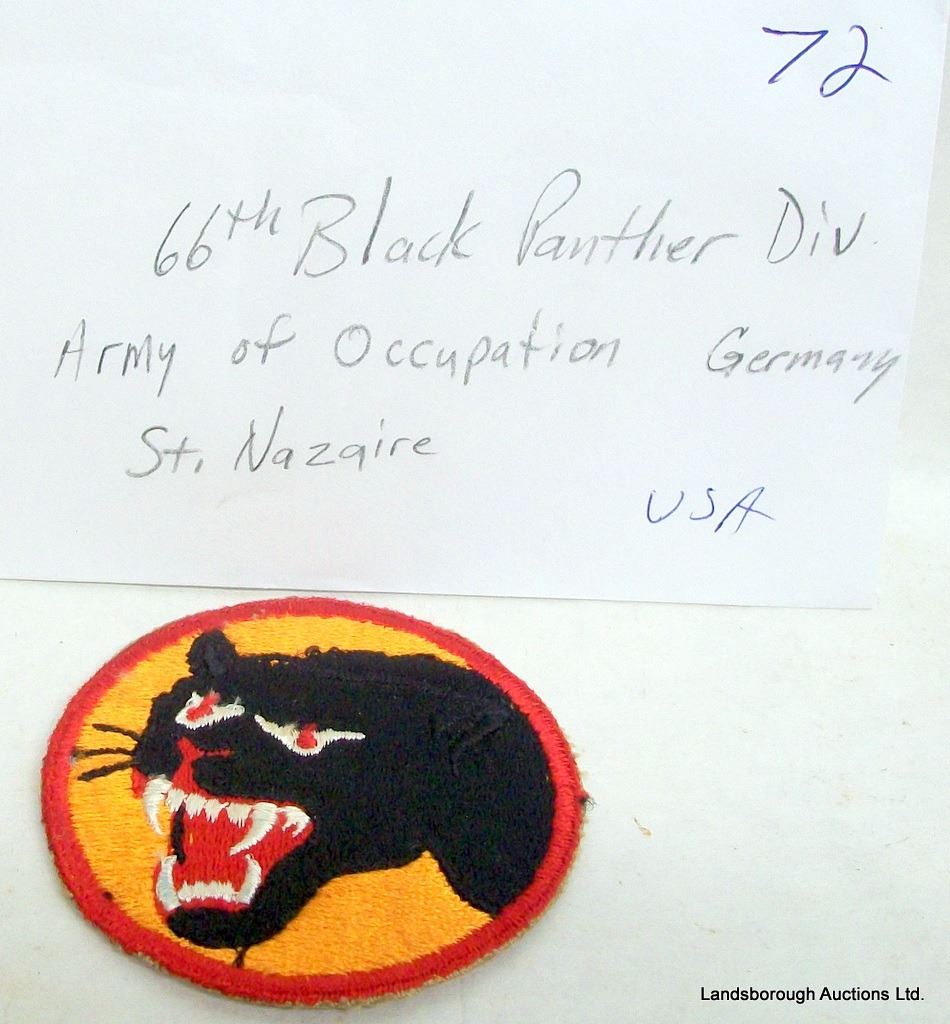 72
66th Black Panther Div.
Army of Occupation Germany
St. Nazaire
USA
Landsborough Auctions Ltd.